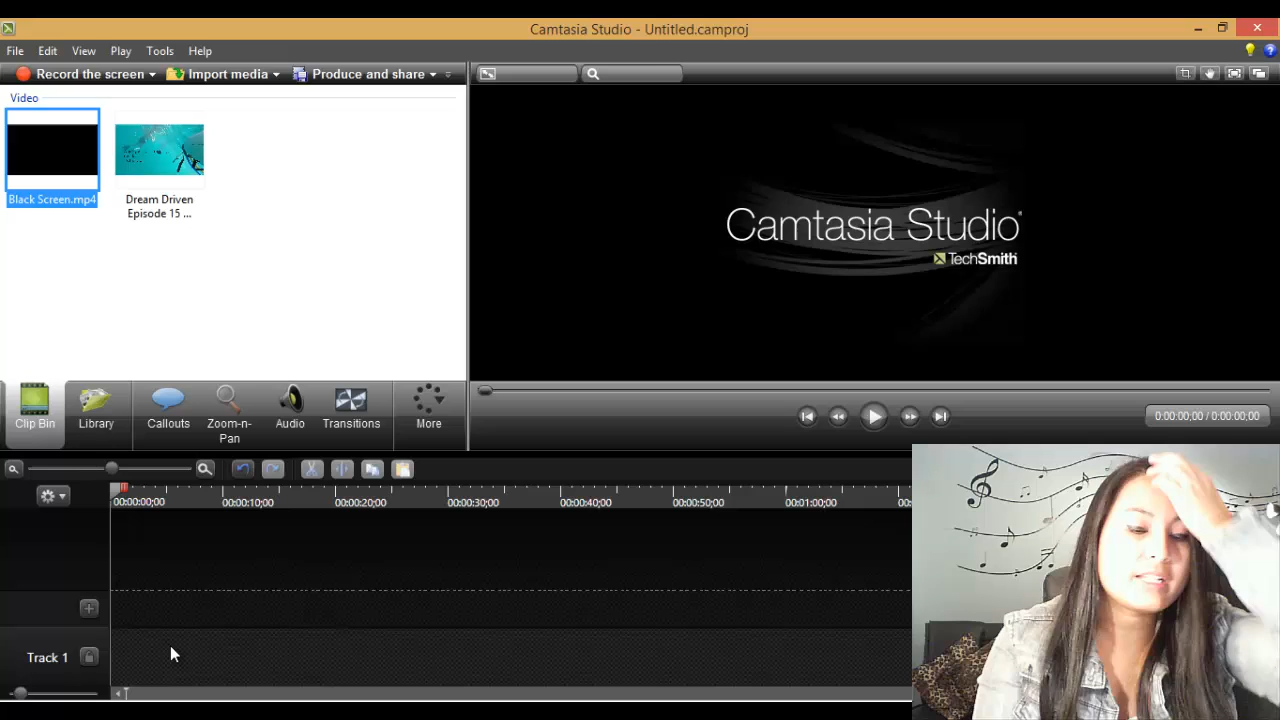 Camtasia Studio - Untitled.camproj
File Edit View Play Tools Help
Record the screen Import media Produce and share
Video
Black Screen.mp4
Dream Driven
Episode 15 ...
Camtasia Studio
TechSmith
Clip Bin Library Callouts Zoom-n-
Pan Audio Transitions More
0:00:00;00 / 0:00:00;00
00:00:00;00 00:00:10;00 00:00:20;00 00:00:30;00 00:00:40;00 00:00:50;00 00:01:00;00 00:
Track 1